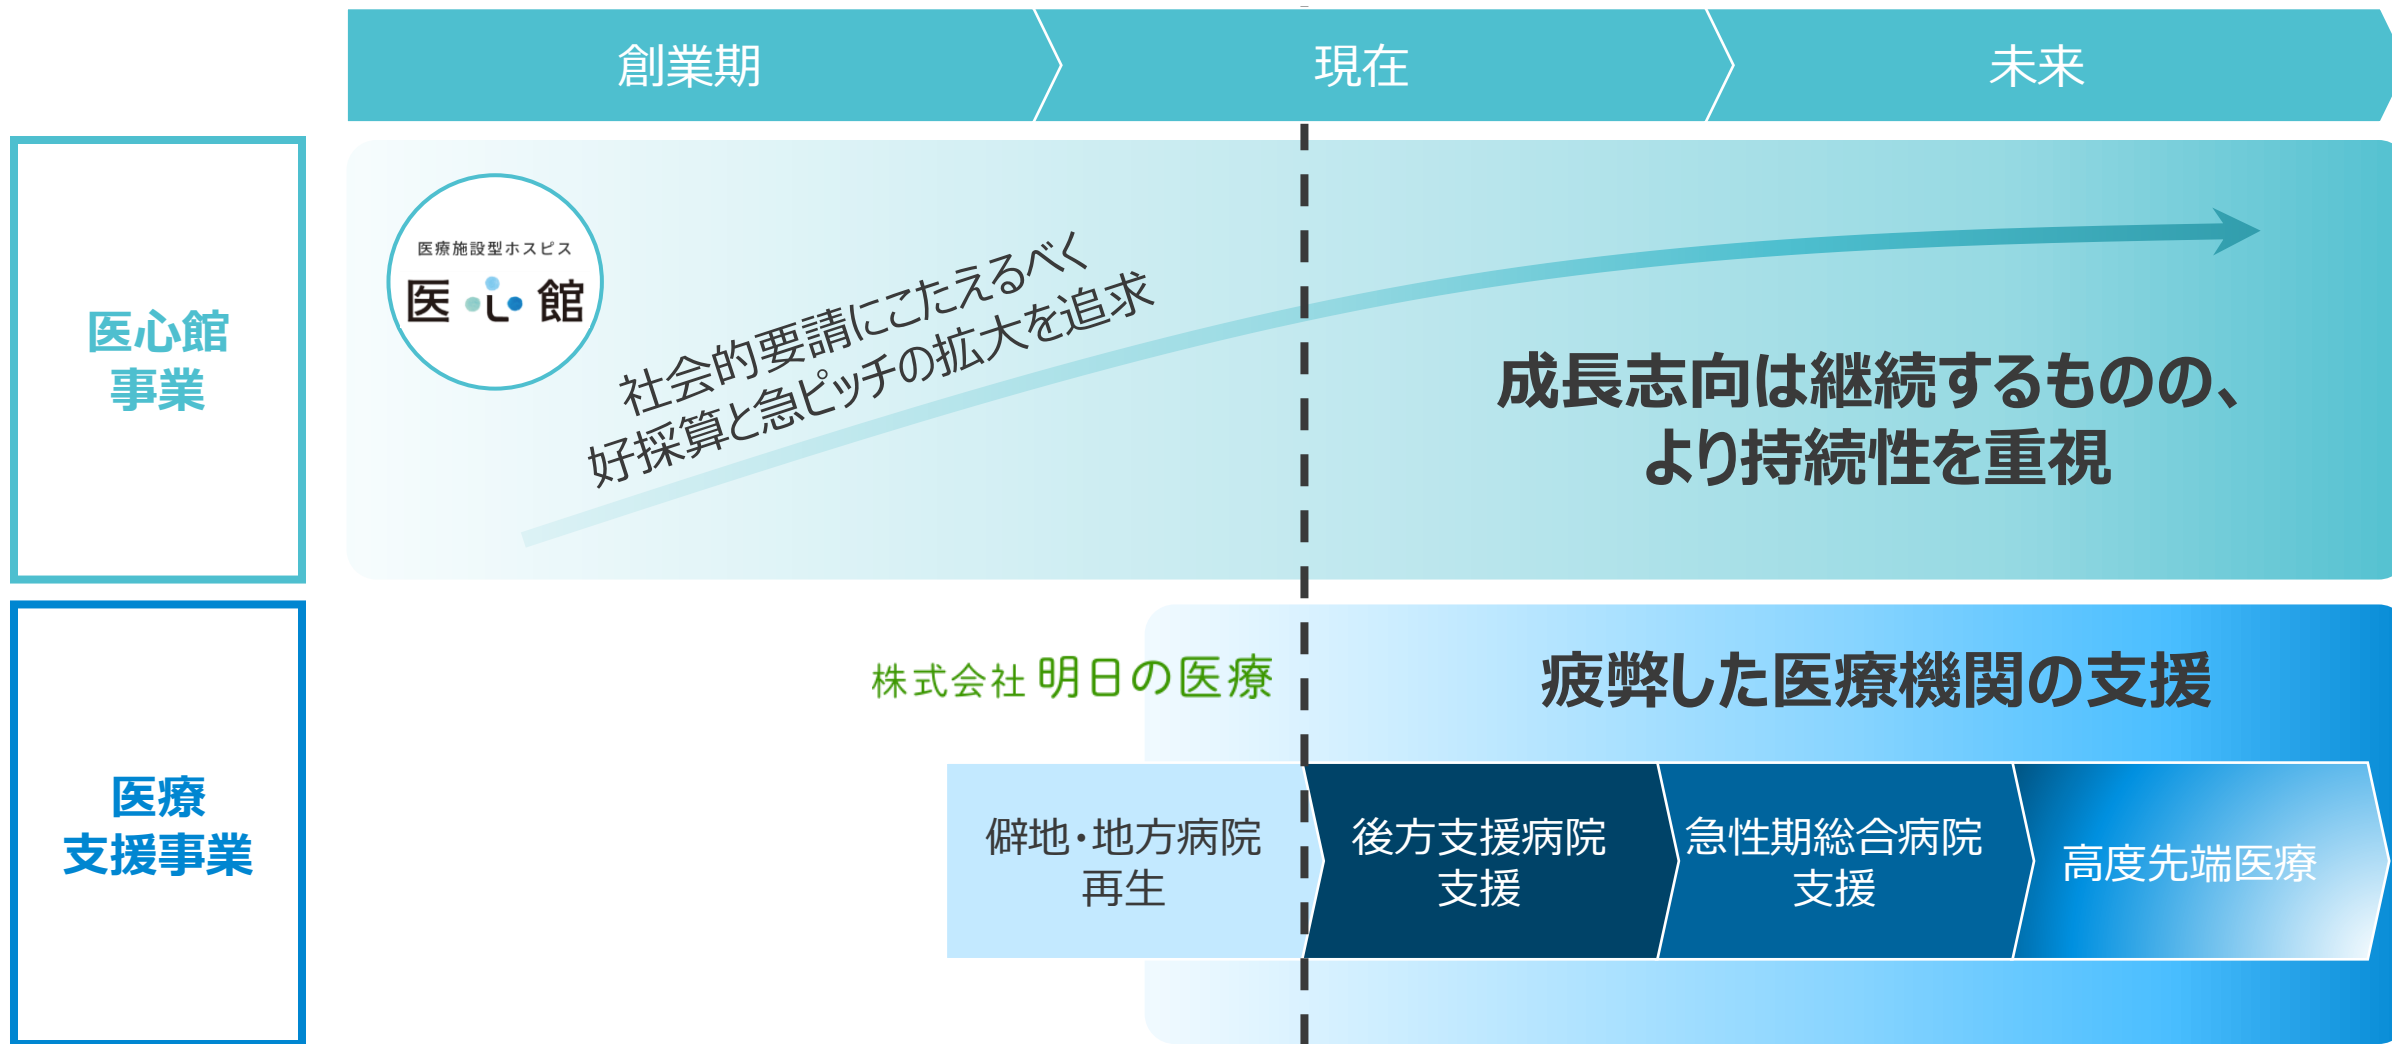 創業期
現在
未来
医心館
事業
医療施設型ホスピス
医心館
社会的要請にこたえるべく
好採算と急ピッチの拡大を追求
成長志向は継続するものの、
より持続性を重視
医療
支援事業
株式会社 明日の医療
疲弊した医療機関の支援
僻地・地方病院
再生
後方支援病院
支援
急性期総合病院
支援
高度先端医療